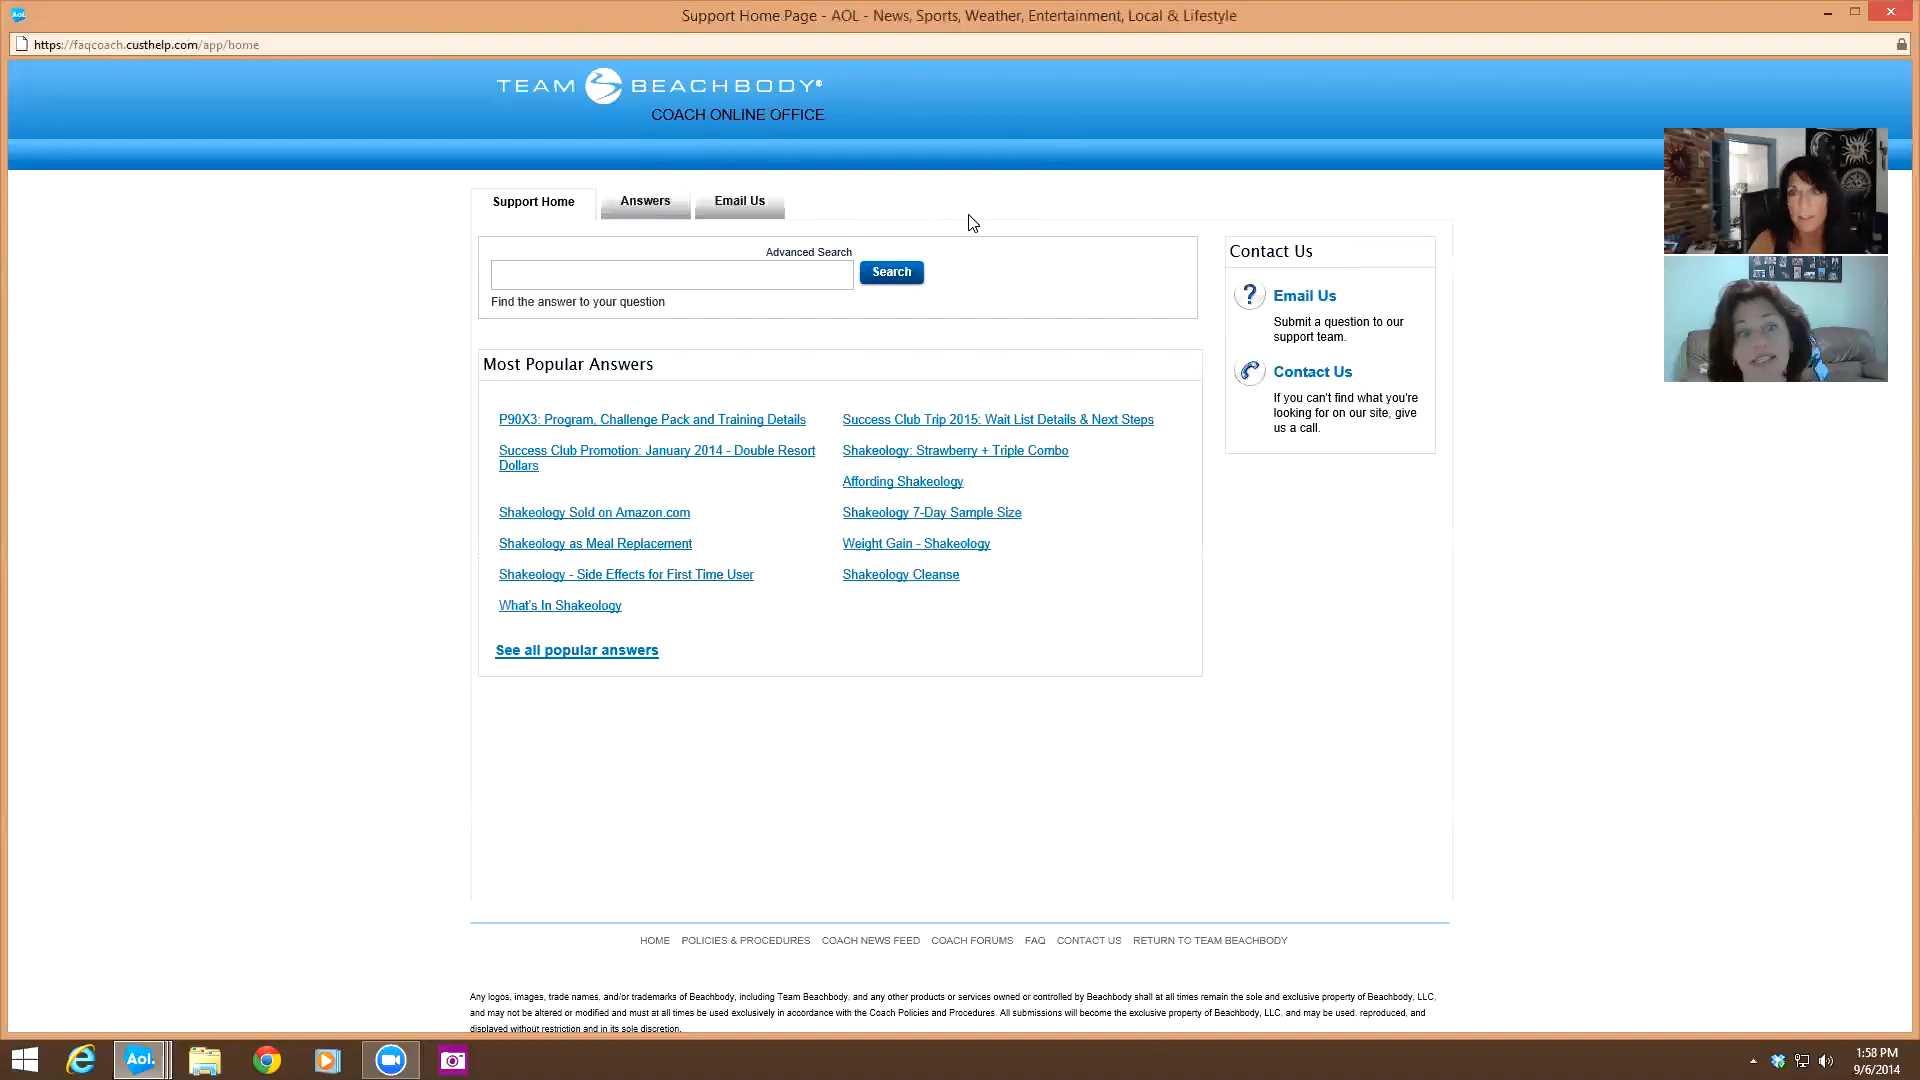 Aol.
Support Home Page - AOL - News, Sports, Weather, Entertainment, Local & Lifestyle
https://faqcoach.custhelp.com/app/home
TEAM BEACHBODY®
COACH ONLINE OFFICE
Support Home
Answers
Email Us
Advanced Search
Search
Find the answer to your question
Contact Us
? Email Us
Submit a question to our
support team.
Contact Us
If you can't find what you're
looking for on our site, give
us a call.
Most Popular Answers
P90X3: Program, Challenge Pack and Training Details
Success Club Trip 2015: Wait List Details & Next Steps
Success Club Promotion: January 2014 - Double Resort
Dollars
Shakeology: Strawberry + Triple Combo
Affording Shakeology
Shakeology Sold on Amazon.com
Shakeology 7-Day Sample Size
Shakeology as Meal Replacement
Weight Gain - Shakeology
Shakeology - Side Effects for First Time User
Shakeology Cleanse
What's In Shakeology
See all popular answers
HOME POLICIES & PROCEDURES COACH NEWS FEED COACH FORUMS FAQ CONTACT US RETURN TO TEAM BEACHBODY
Any logos, images, trade names, and/or trademarks of Beachbody, including Team Beachbody, and any other products or services owned or controlled by Beachbody shall at all times remain the sole and exclusive property of Beachbody, LLC,
and may not be altered or modified and must at all times be used exclusively in accordance with the Coach Policies and Procedures. All submissions will become the exclusive property of Beachbody, LLC, and may be used, reproduced, and
displayed without restriction and in its sole discretion.
Aol.
1:58 PM
9/6/2014